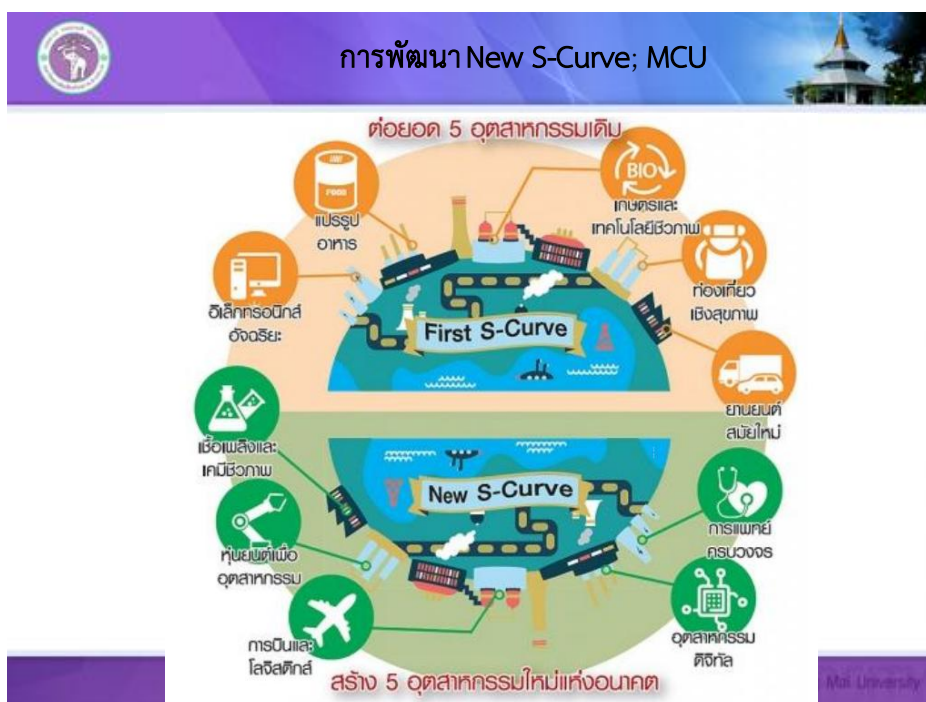 การพัฒนา New S-Curve; MCU
ต่อยอด 5 อุตสาหกรรมเดิม
FOOD
แปรรูป
อาหาร
BIO
เกษตรและ
เทคโนโลยีชีวภาพ
อิเล็กทรอนิกส์
อัจฉริยะ
ท่องเที่ยว
เชิงสุขภาพ
First S-Curve
ยานยนต์
สมัยใหม่
เชื้อเพลิงและ
เคมีชีวภาพ
New S-Curve
การแพทย์
ครบวงจร
หุ่นยนต์เพื่อ
อุตสาหกรรม
การบินและ
โลจิสติกส์
อุตสาหกรรม
ดิจิทัล
สร้าง 5 อุตสาหกรรมใหม่แห่งอนาคต
Mai University